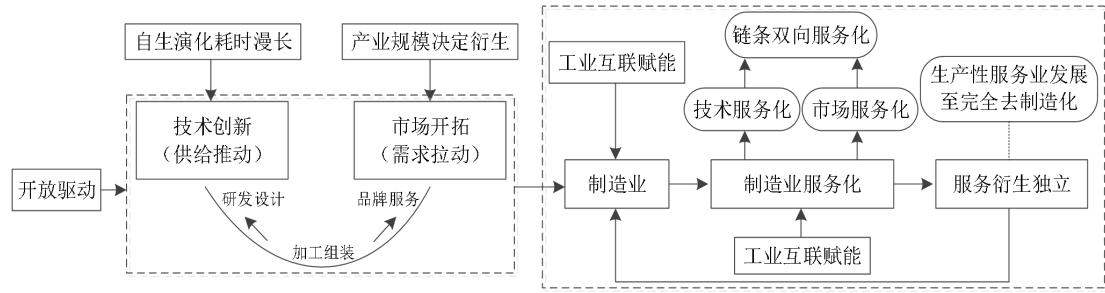 自生演化耗时漫长
产业规模决定衍生
技术创新
（供给推动）
市场开拓
（需求拉动）
开放驱动
研发设计
品牌服务
加工组装
链条双向服务化
工业互联赋能
技术服务化
市场服务化
生产性服务业发展
至完全去制造化
制造业
制造业服务化
服务衍生独立
工业互联赋能